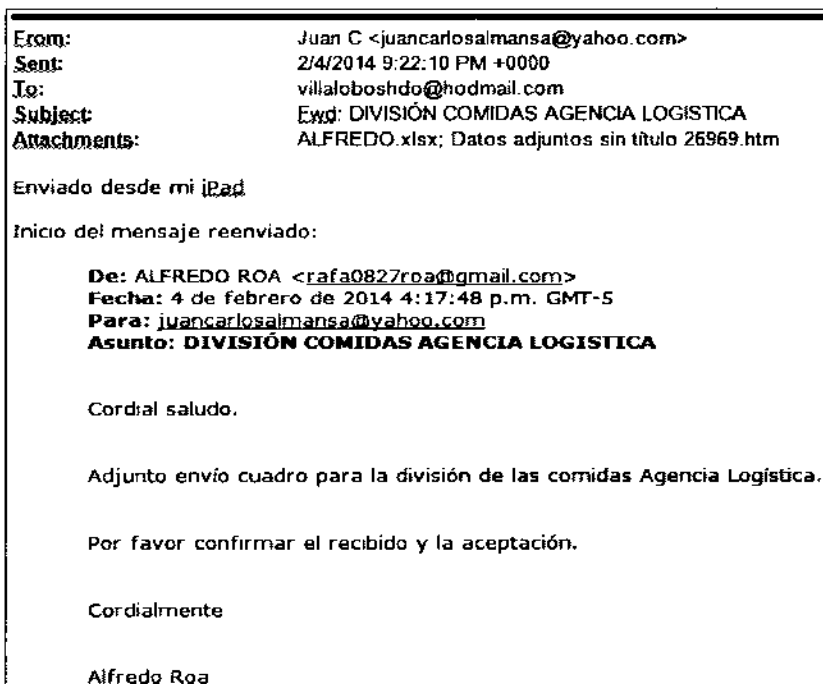 From: Juan C <juancarlosalmansa@yahoo.com>
Sent: 2/4/2014 9:22:10 PM +0000
To: villaloboshdo@hodmail.com
Subject: Fwd: DIVISIÓN COMIDAS AGENCIA LOGISTICA
Attachments: ALFREDO.xlsx; Datos adjuntos sin título 26969.htm
Enviado desde mi iPad
Inicio del mensaje reenviado:
De: ALFREDO ROA <rafa0827roa@gmail.com>
Fecha: 4 de febrero de 2014 4:17:48 p.m. GMT-5
Para: juancarlosalmansa@yahoo.com
Asunto: DIVISIÓN COMIDAS AGENCIA LOGISTICA
Cordial saludo.
Adjunto envío cuadro para la división de las comidas Agencia Logística.
Por favor confirmar el recibido y la aceptación.
Cordialmente
Alfredo Roa